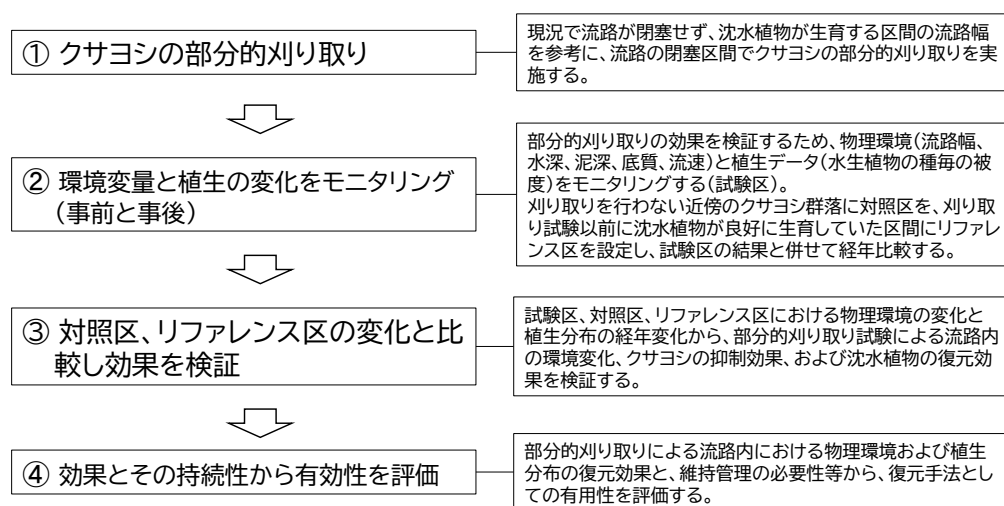 ① クサヨシの部分的刈り取り
現況で流路が閉塞せず、沈水植物が生育する区間の流路幅
を参考に、流路の閉塞区間でクサヨシの部分的刈り取りを実
施する。
② 環境変量と植生の変化をモニタリング
(事前と事後)
部分的刈り取りの効果を検証するため、物理環境(流路幅、
水深、泥深、底質、流速)と植生データ(水生植物の種毎の被
度)をモニタリングする(試験区)。
刈り取りを行わない近傍のクサヨシ群落に対照区を、刈り取
り試験以前に沈水植物が良好に生育していた区間にリファレ
ンス区を設定し、試験区の結果と併せて経年比較する。
③ 対照区、リファレンス区の変化と比
較し効果を検証
試験区、対照区、リファレンス区における物理環境の変化と
植生分布の経年変化から、部分的刈り取り試験による流路内
の環境変化、クサヨシの抑制効果、および沈水植物の復元効
果を検証する。
④ 効果とその持続性から有効性を評価
部分的刈り取りによる流路内における物理環境および植生
分布の復元効果と、維持管理の必要性等から、復元手法とし
ての有用性を評価する。